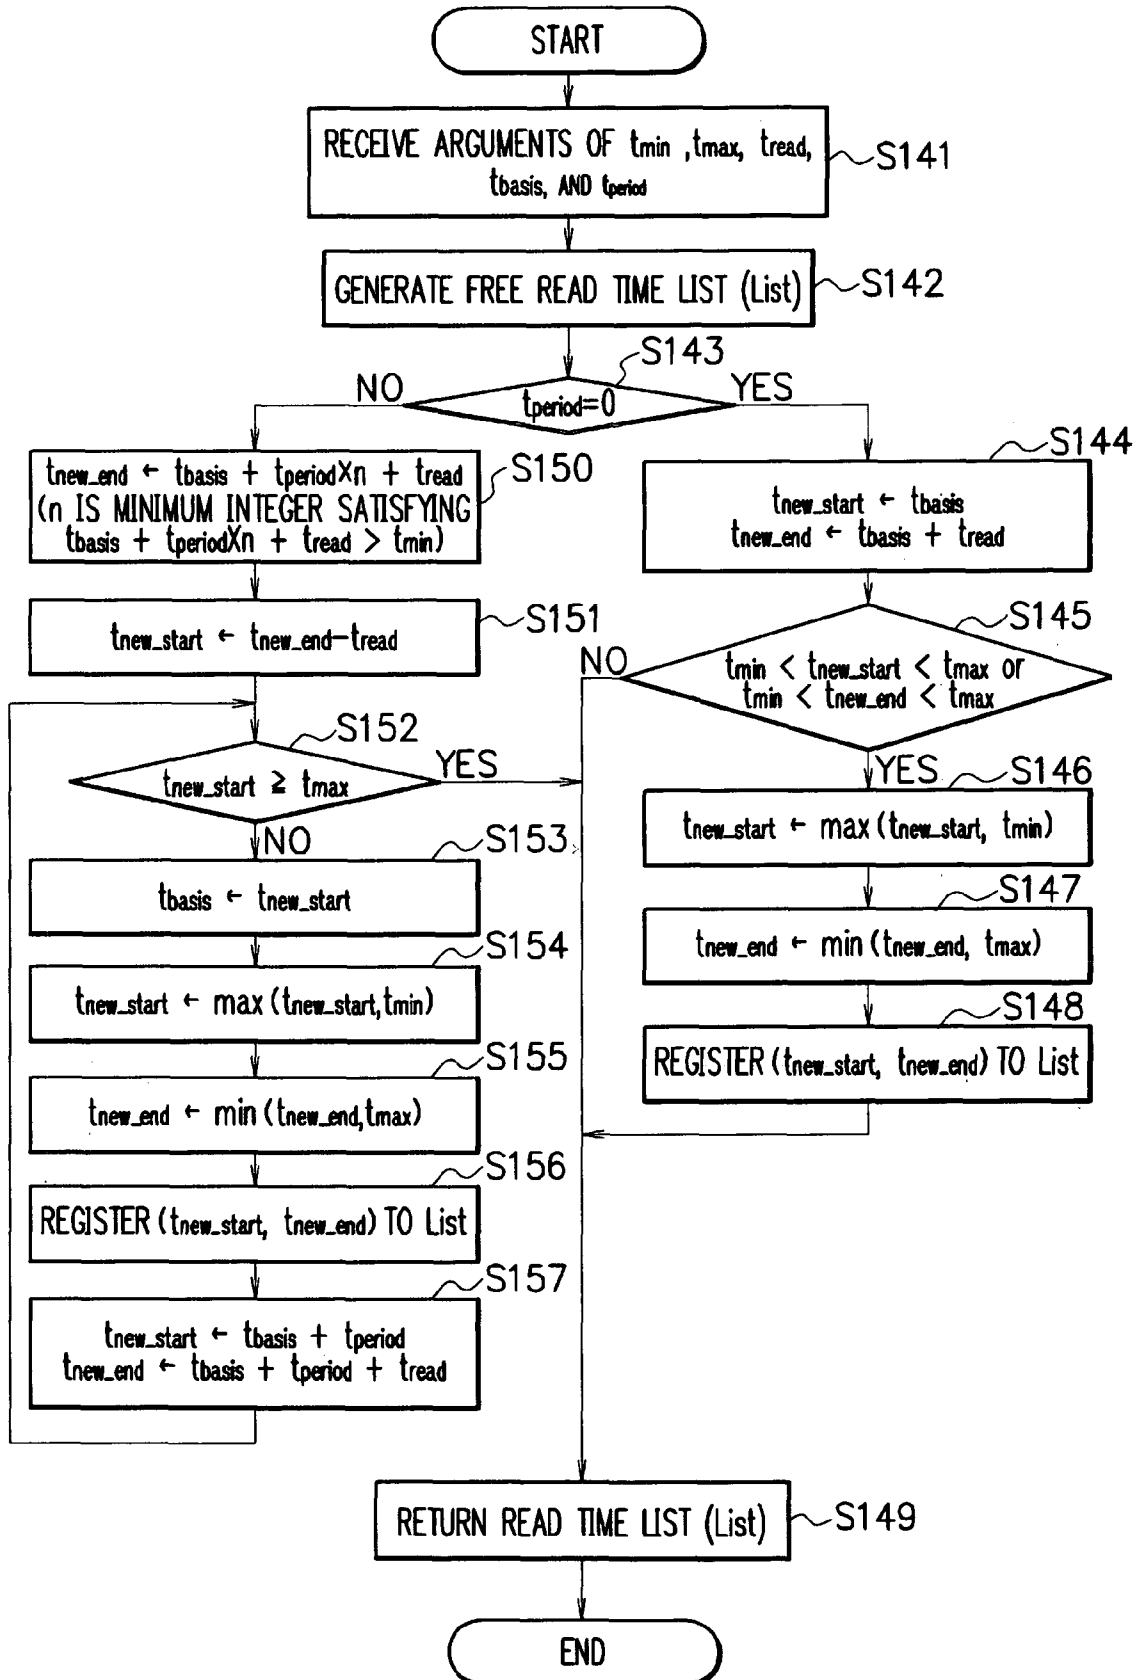 START
RECEIVE ARGUMENTS OF tmin ,tmax, tread,
tbasis, AND tperiod
S141
GENERATE FREE READ TIME LIST (List)
S142
S143
tperiod=0
NO
YES
S150
tnew_end ← tbasis + tperiodXn + tread
(n IS MINIMUM INTEGER SATISFYING
tbasis + tperiodXn + tread > tmin)
S151
tnew_start ← tnew_end−tread
S152
tnew_start ≧ tmax
YES
NO
S153
tbasis ← tnew_start
S154
tnew_start ← max(tnew_start,tmin)
S155
tnew_end ← min(tnew_end,tmax)
S156
REGISTER (tnew_start, tnew_end) TO List
S157
tnew_start ← tbasis + tperiod
tnew_end ← tbasis + tperiod + tread
S144
tnew_start ← tbasis
tnew_end ← tbasis + tread
S145
tmin < tnew_start < tmax or
tmin < tnew_end < tmax
NO
YES
S146
tnew_start ← max(tnew_start, tmin)
S147
tnew_end ← min(tnew_end, tmax)
S148
REGISTER (tnew_start, tnew_end) TO List
RETURN READ TIME LIST (List)
S149
END